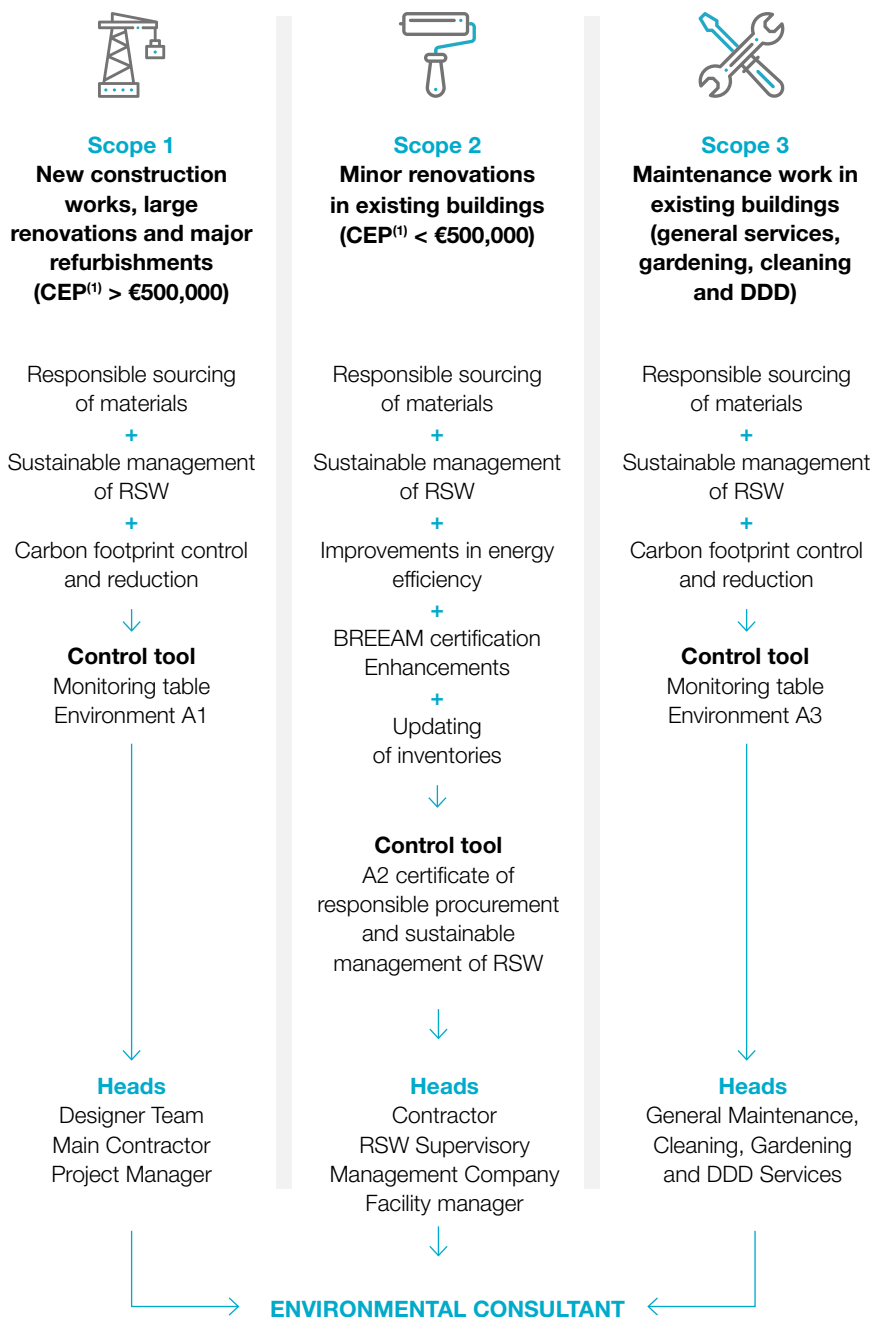 Scope 1
New construction
works, large
renovations and major
refurbishments
(CEP(1) > €500,000)
Responsible sourcing
of materials
+
Sustainable management
of RSW
+
Carbon footprint control
and reduction
Control tool
Monitoring table
Environment A1
Heads
Designer Team
Main Contractor
Project Manager
Scope 2
Minor renovations
in existing buildings
(CEP(1) < €500,000)
Responsible sourcing
of materials
+
Sustainable management
of RSW
+
Improvements in energy
efficiency
+
BREEAM certification
Enhancements
+
Updating
of inventories
Control tool
A2 certificate of
responsible procurement
and sustainable
management of RSW
Heads
Contractor
RSW Supervisory
Management Company
Facility manager
Scope 3
Maintenance work in
existing buildings
(general services,
gardening, cleaning
and DDD)
Responsible sourcing
of materials
+
Sustainable management
of RSW
+
Carbon footprint control
and reduction
Control tool
Monitoring table
Environment A3
Heads
General Maintenance,
Cleaning, Gardening
and DDD Services
ENVIRONMENTAL CONSULTANT